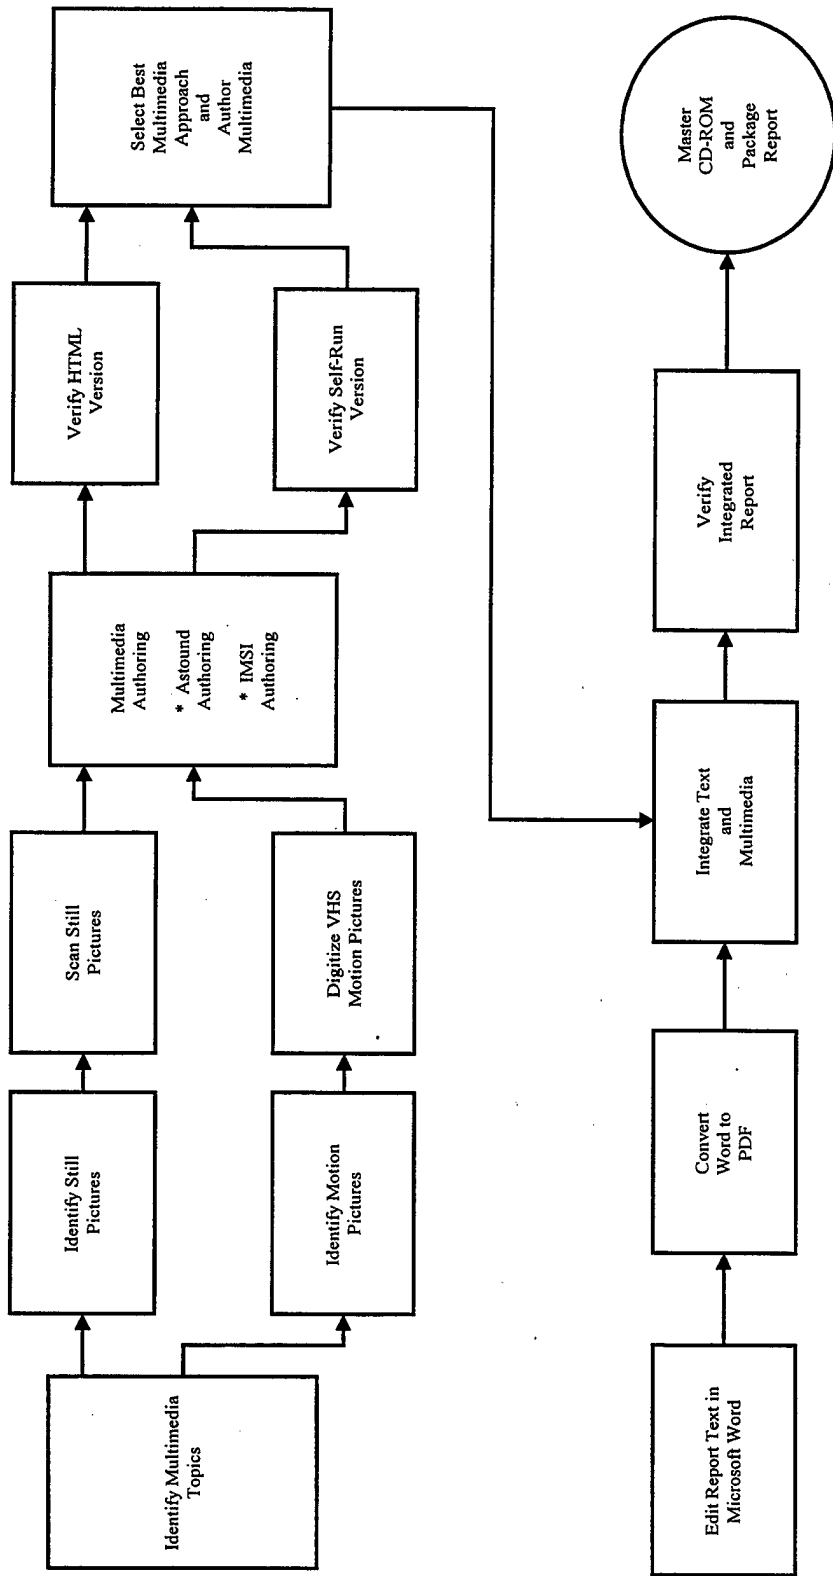 Identify Multimedia
Topics
Identify Still
Pictures
Scan Still
Pictures
Identify Motion
Pictures
Digitize VHS
Motion Pictures
Multimedia
Authoring
* Astound
Authoring
* IMSI
Authoring
Verify HTML
Version
Verify Self-Run
Version
Select Best
Multimedia
Approach
and
Author
Multimedia
Edit Report Text in
Microsoft Word
Convert
Word to
PDF
Integrate Text
and
Multimedia
Verify
Integrated
Report
Master
CD-ROM
and
Package
Report